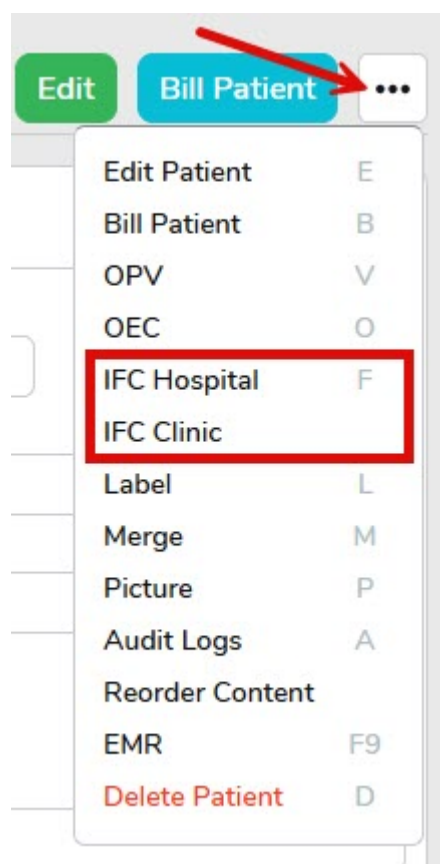 Edit Bill Patient •••
Edit Patient E
Bill Patient B
OPV V
OEC O
IFC Hospital F
IFC Clinic
Label L
Merge M
Picture P
Audit Logs A
Reorder Content
EMR F9
Delete Patient D